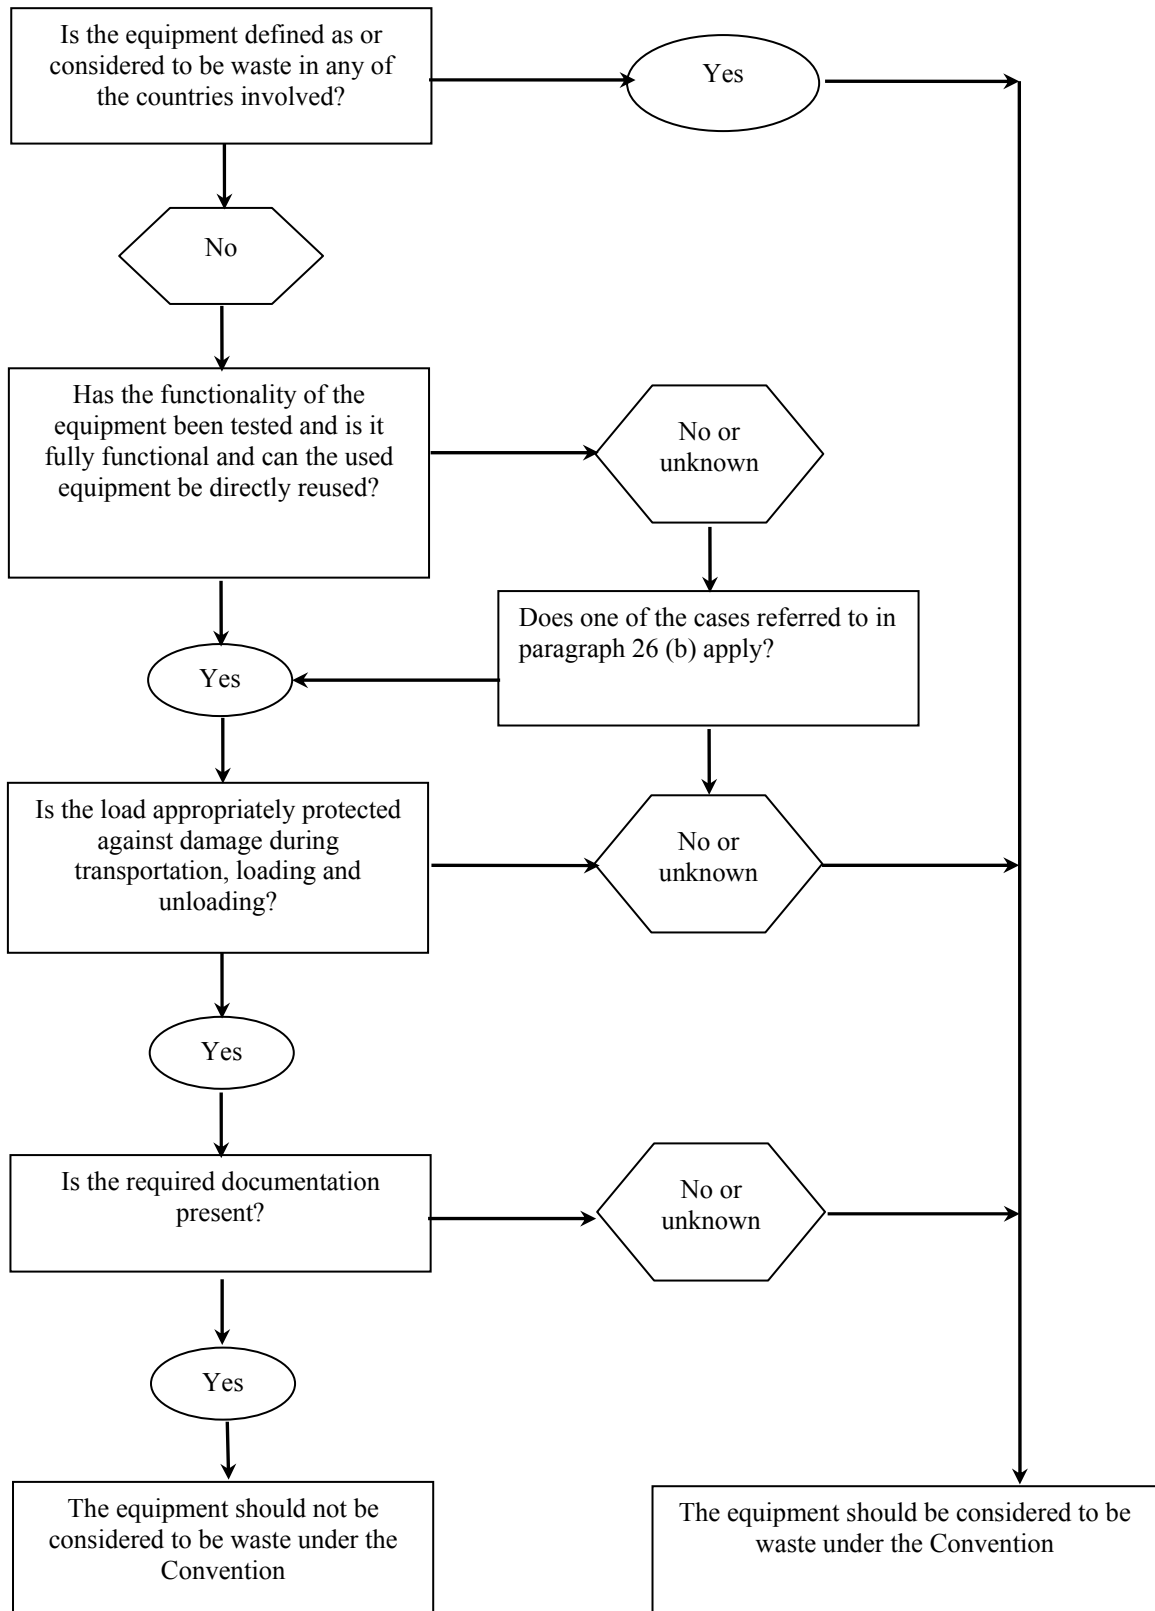 Is the equipment defined as or
considered to be waste in any of
the countries involved?
Yes
No
Has the functionality of the
equipment been tested and is it
fully functional and can the used
equipment be directly reused?
No or
unknown
Does one of the cases referred to in
paragraph 26 (b) apply?
Yes
Is the load appropriately protected
against damage during
transportation, loading and
unloading?
No or
unknown
Yes
Is the required documentation
present?
No or
unknown
Yes
The equipment should not be
considered to be waste under the
Convention
The equipment should be considered to be
waste under the Convention